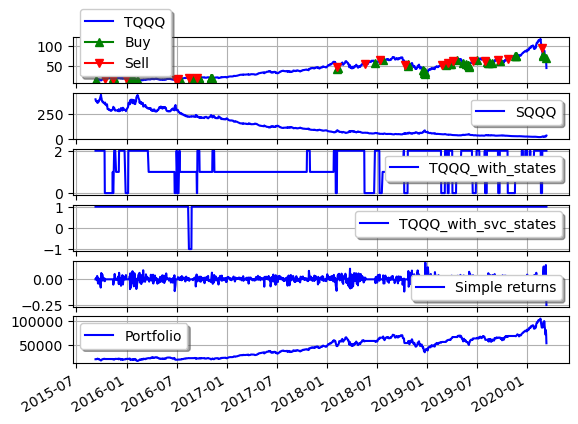 TQQQ
Buy
Sell
100
50
SQQQ
250
0
TQQQ_with_states
2
0
TQQQ_with_svc_states
1
0
−1
Simple returns
0.00
−0.25
Portfolio
100000
50000
2015-07
2016-01
2016-07
2017-01
2017-07
2018-01
2018-07
2019-01
2019-07
2020-01